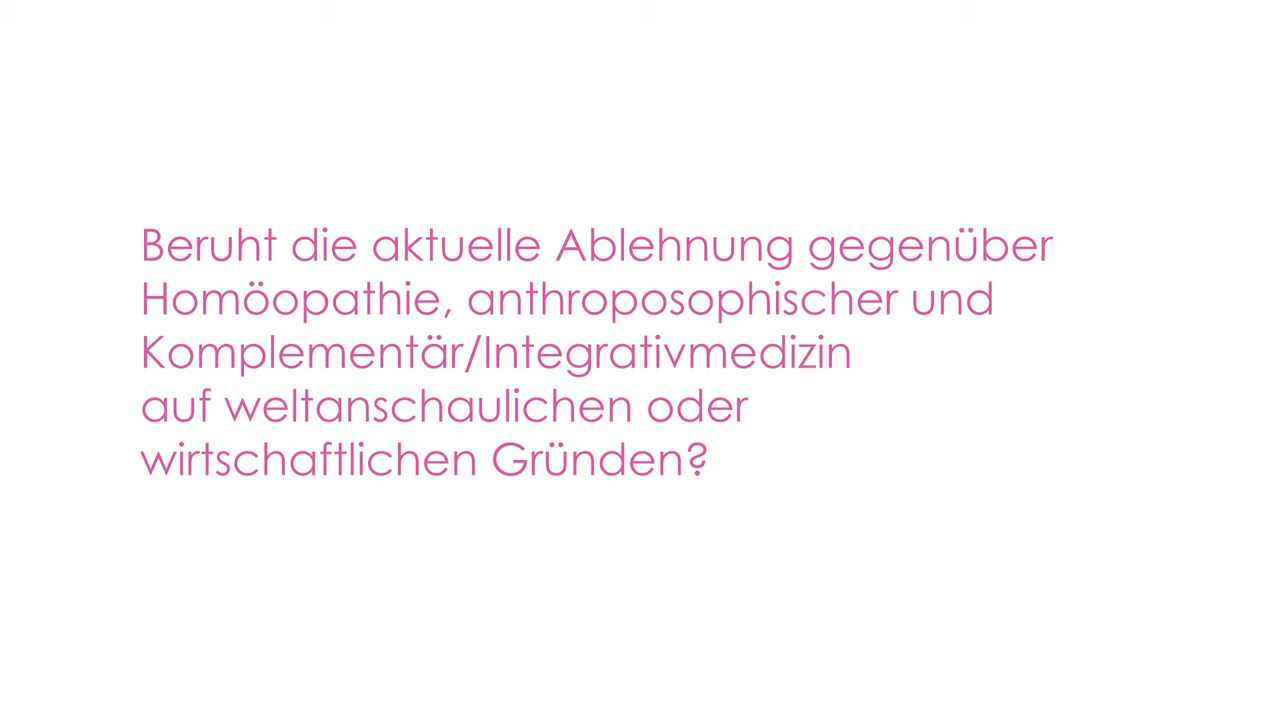 Beruht die aktuelle Ablehnung gegenüber
Homöopathie, anthroposophischer und
Komplementär/Integrativmedizin
auf weltanschaulichen oder
wirtschaftlichen Gründen?